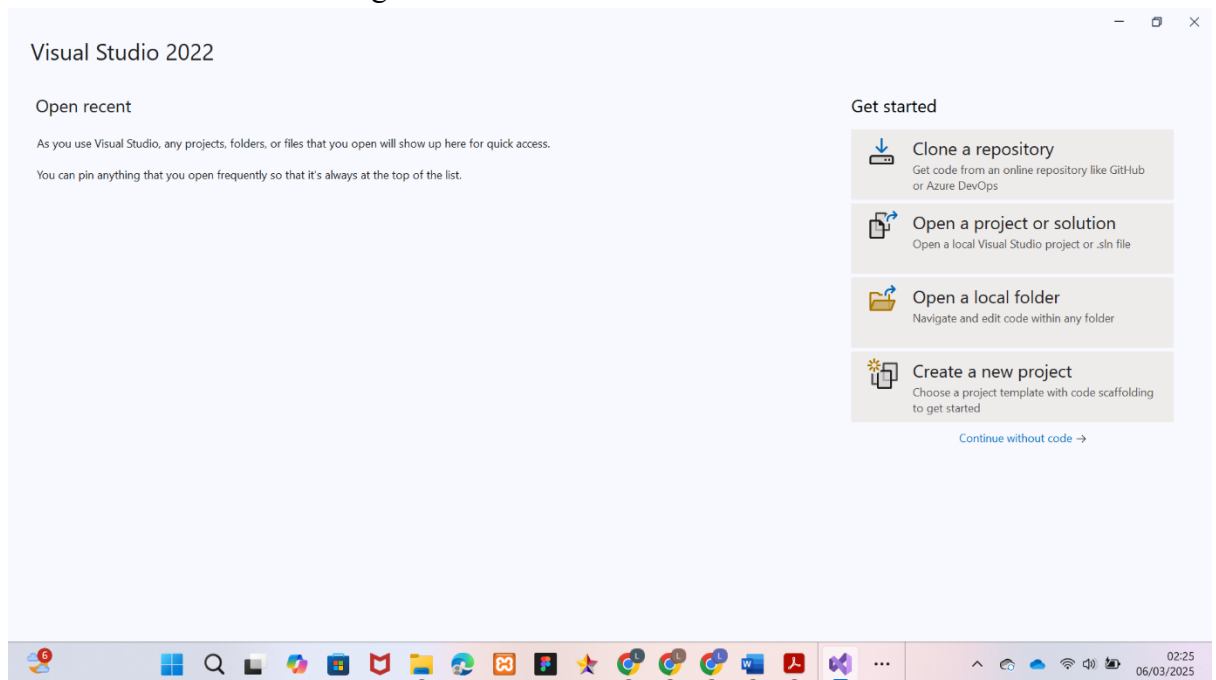 Visual Studio 2022
Open recent
As you use Visual Studio, any projects, folders, or files that you open will show up here for quick access.
You can pin anything that you open frequently so that it's always at the top of the list.
Get started
Clone a repository
Get code from an online repository like GitHub
or Azure DevOps
Open a project or solution
Open a local Visual Studio project or .sln file
Open a local folder
Navigate and edit code within any folder
Create a new project
Choose a project template with code scaffolding
to get started
Continue without code →
6
L
L
L
W
02:25
06/03/2025